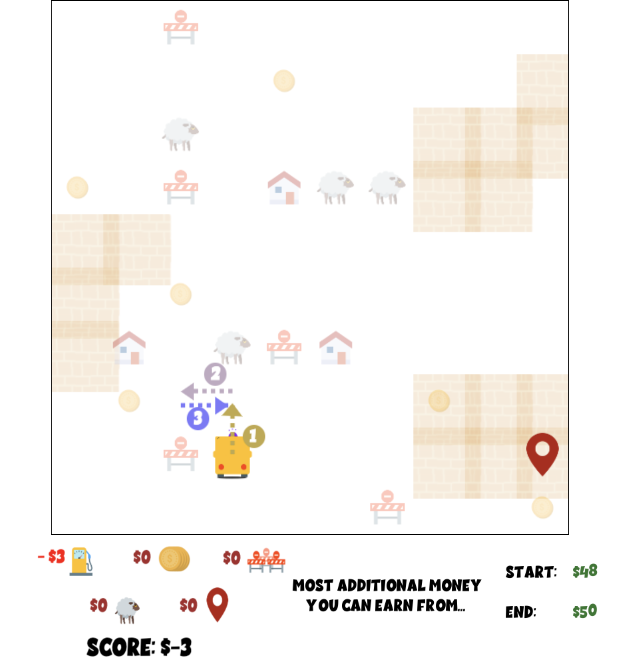 2
3
1
- $3
$0
$0
$0
$0
MOST ADDITIONAL MONEY
YOU CAN EARN FROM...
START: $48
END: $50
SCORE: $-3